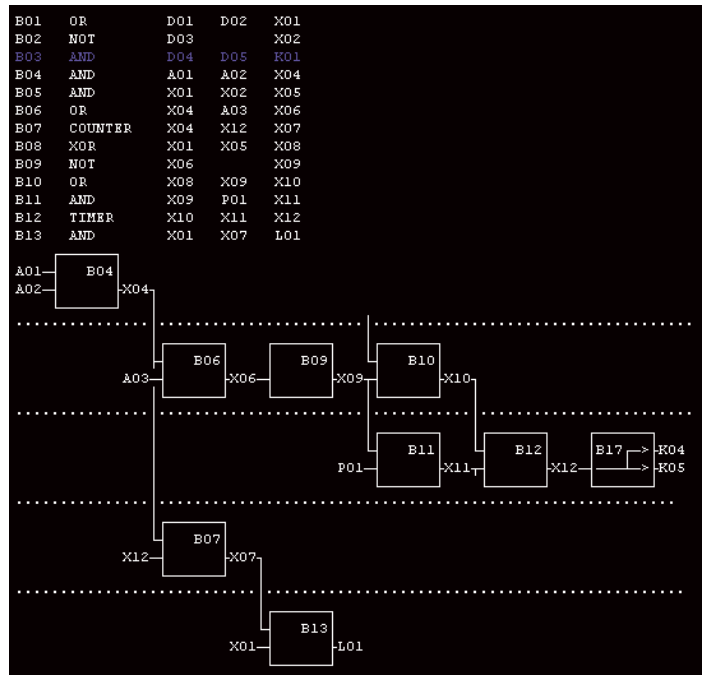 B01 OR D01 D02 X01
B02 NOT D03 X02
B03 AND D04 D05 K01
B04 AND A01 A02 X04
B05 AND X01 X02 X05
B06 OR X04 A03 X06
B07 COUNTER X04 X12 X07
B08 XOR X01 X05 X08
B09 NOT X06 X09
B10 OR X08 X09 X10
B11 AND X09 P01 X11
B12 TIMER X10 X11 X12
B13 AND X01 X07 L01
A01 B04
A02 X04
B06 B09 B10
A03 X06 X09 X10
B11 B12 B17 K04
P01 X11 X12 K05
B07
X12 X07
B13
X01 L01